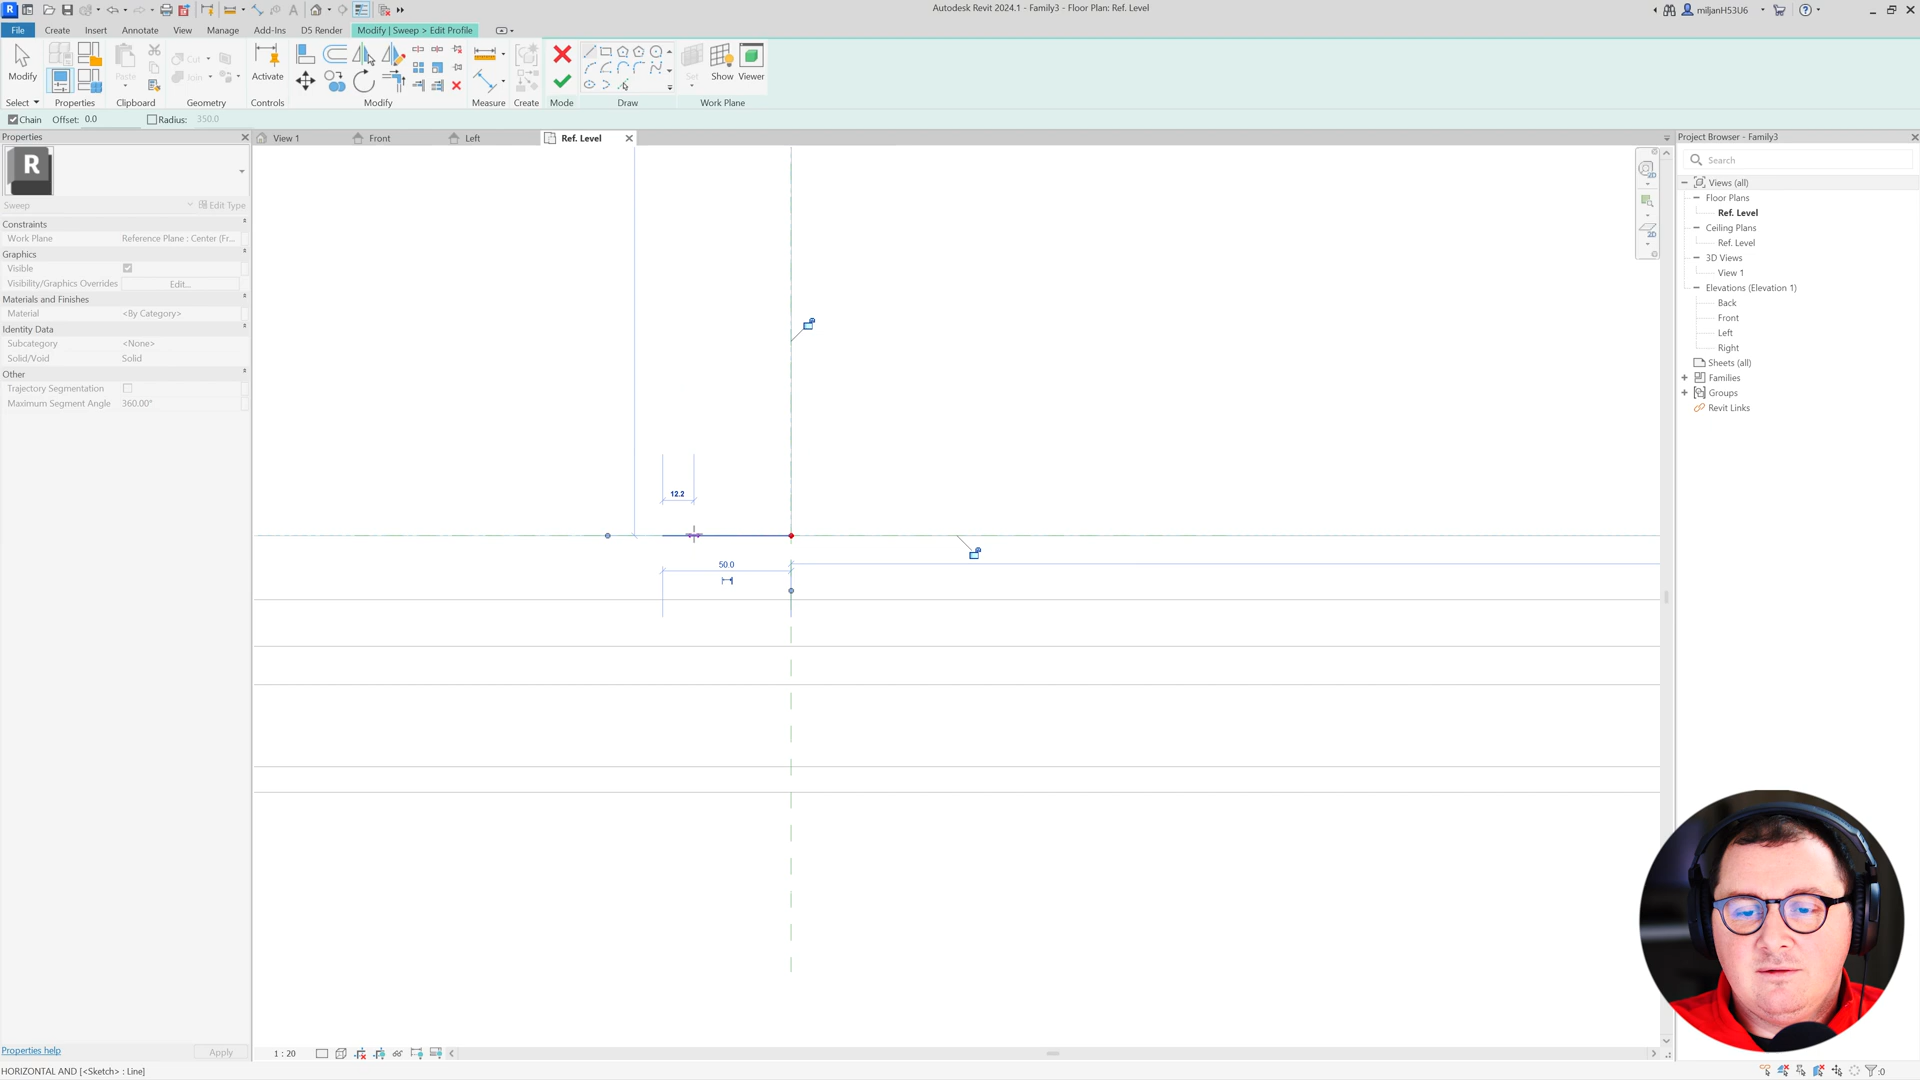 Autodesk Revit 2024.1 - Family3 - Floor Plan: Ref. Level
miljanH53U6
File
Create
Insert
Annotate
View
Manage
Add-Ins
D5 Render
Modify | Sweep > Edit Profile
Modify
Paste
Cut
Join
Activate
Set
Show
Viewer
Select
Properties
Clipboard
Geometry
Controls
Modify
Measure
Create
Mode
Draw
Work Plane
Chain
Offset: 0.0
Radius: 350.0
Properties
View 1
Front
Left
Ref. Level
Project Browser - Family3
R
Search
Sweep
Edit Type
Constraints
Work Plane
Reference Plane : Center (Fr...
Graphics
Visible
Visibility/Graphics Overrides
Edit...
Materials and Finishes
Material
<By Category>
Identity Data
Subcategory
<None>
Solid/Void
Solid
Other
Trajectory Segmentation
Maximum Segment Angle
360.00°
2D
2D
Views (all)
Floor Plans
Ref. Level
Ceiling Plans
Ref. Level
3D Views
View 1
Elevations (Elevation 1)
Back
Front
Left
Right
Sheets (all)
Families
Groups
Revit Links
12.2
50.0
Properties help
Apply
1 : 20
HORIZONTAL AND [<Sketch> : Line]
:0